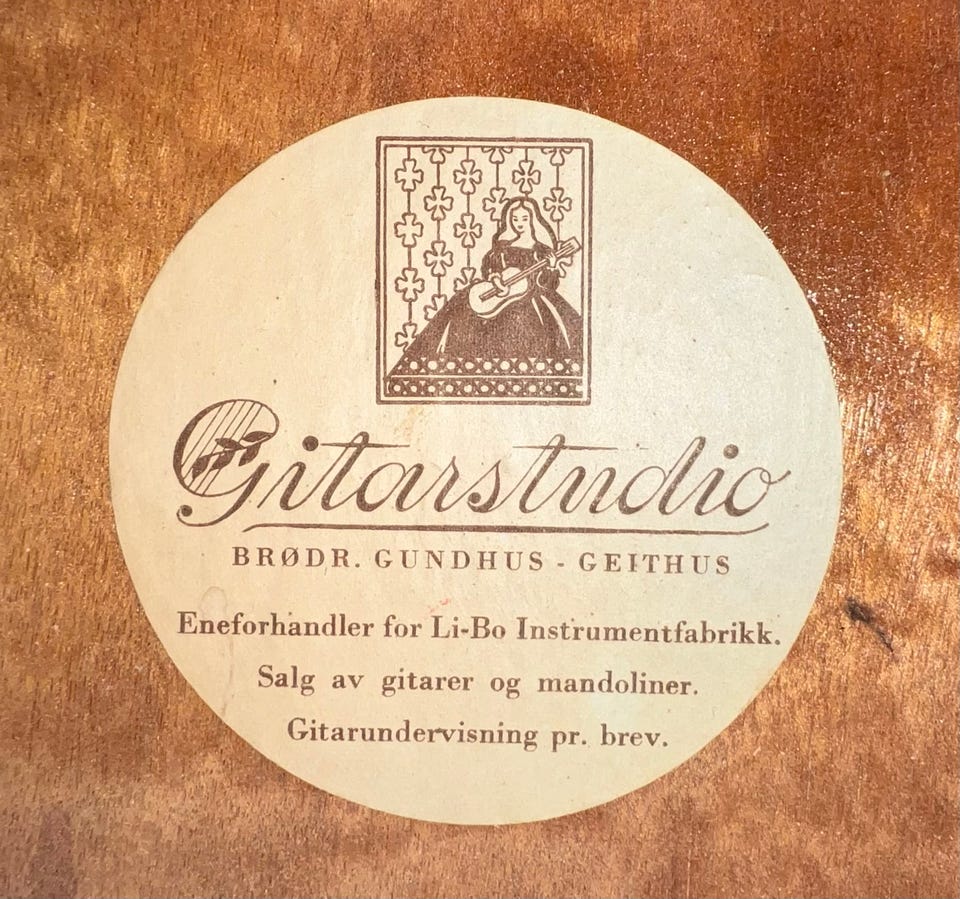 Gitarstudio
BRØDR. GUNDHUS - GEITHUS
Eneforhandler for Li-Bo Instrumentfabrikk.
Salg av gitarer og mandoliner.
Gitarundervisning pr. brev.